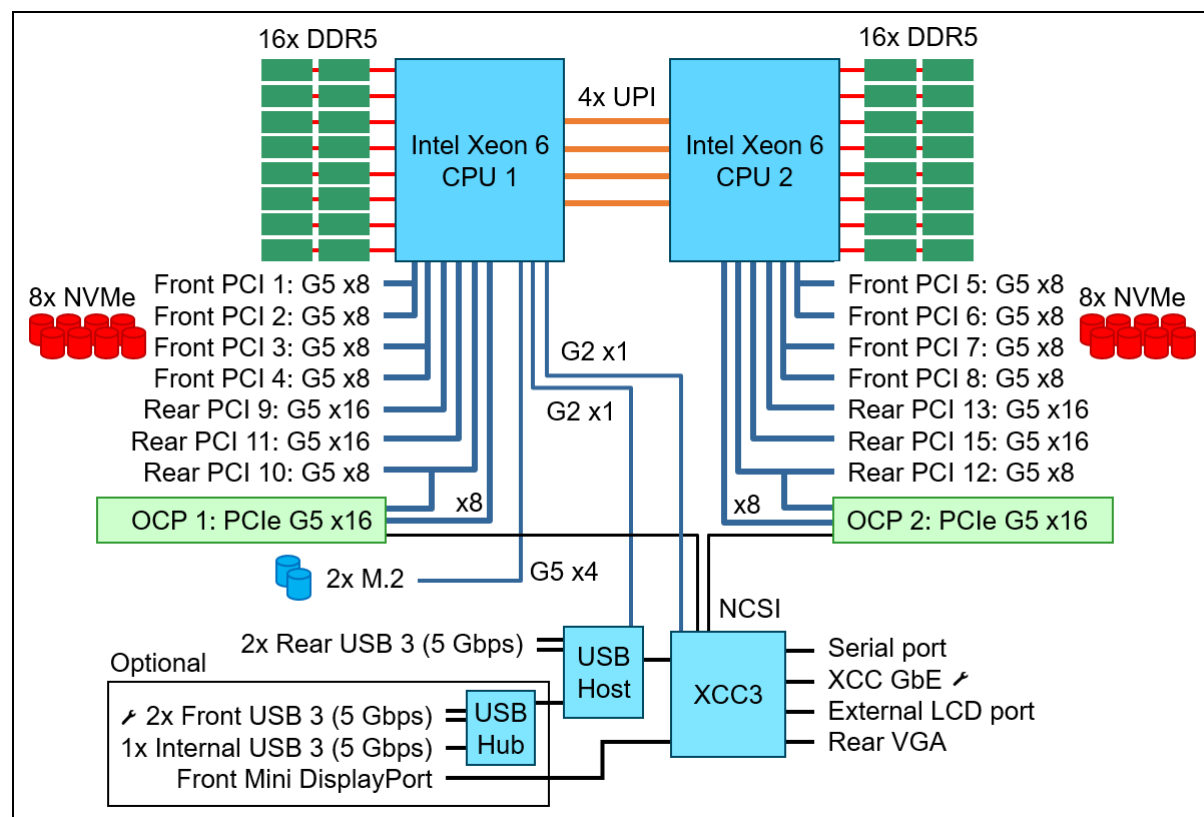 16x DDR5
16x DDR5
4x UPI
Intel Xeon 6
CPU 1
Intel Xeon 6
CPU 2
8x NVMe
Front PCI 1: G5 x8
Front PCI 2: G5 x8
Front PCI 3: G5 x8
Front PCI 4: G5 x8
Rear PCI 9: G5 x16
Rear PCI 11: G5 x16
Rear PCI 10: G5 x8
x8
OCP 1: PCIe G5 x16
G2 x1
G2 x1
Front PCI 5: G5 x8
Front PCI 6: G5 x8
Front PCI 7: G5 x8
Front PCI 8: G5 x8
Rear PCI 13: G5 x16
Rear PCI 15: G5 x16
Rear PCI 12: G5 x8
8x NVMe
x8
OCP 2: PCIe G5 x16
2x M.2
G5 x4
NCSI
2x Rear USB 3 (5 Gbps)
USB
Host
XCC3
Serial port
XCC GbE
External LCD port
Rear VGA
Optional
2x Front USB 3 (5 Gbps)
1x Internal USB 3 (5 Gbps)
USB
Hub
Front Mini DisplayPort